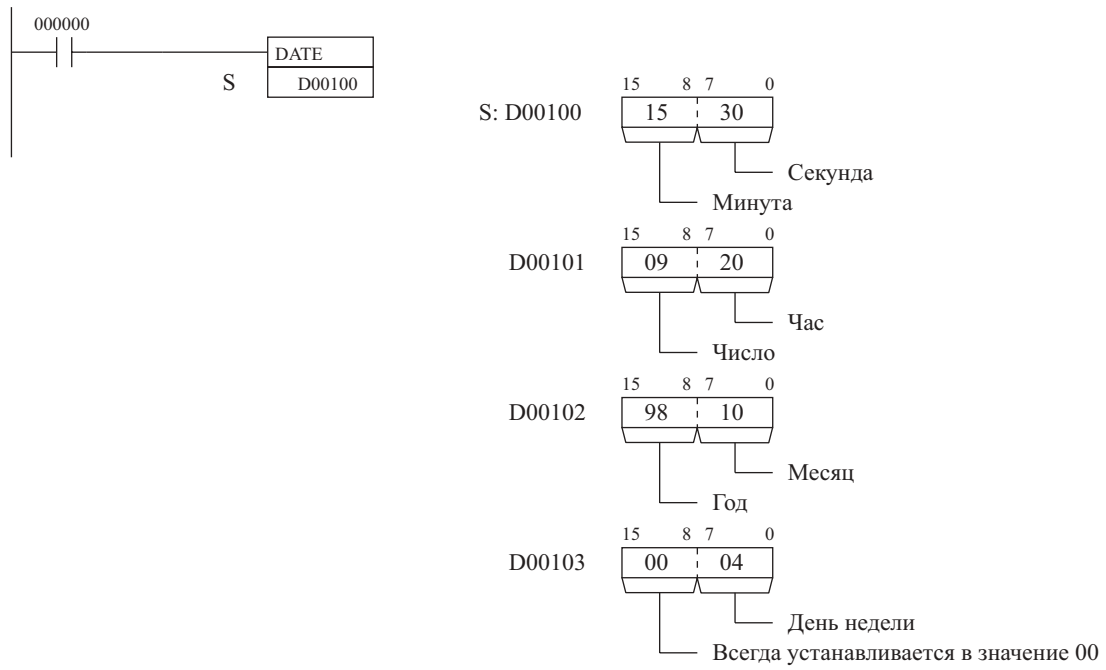 000000
DATE
S D00100
15 8 7 0
S: D00100 15 30
Секунда
Минута
15 8 7 0
D00101 09 20
Час
Число
15 8 7 0
D00102 98 10
Месяц
Год
15 8 7 0
D00103 00 04
День недели
Всегда устанавливается в значение 00